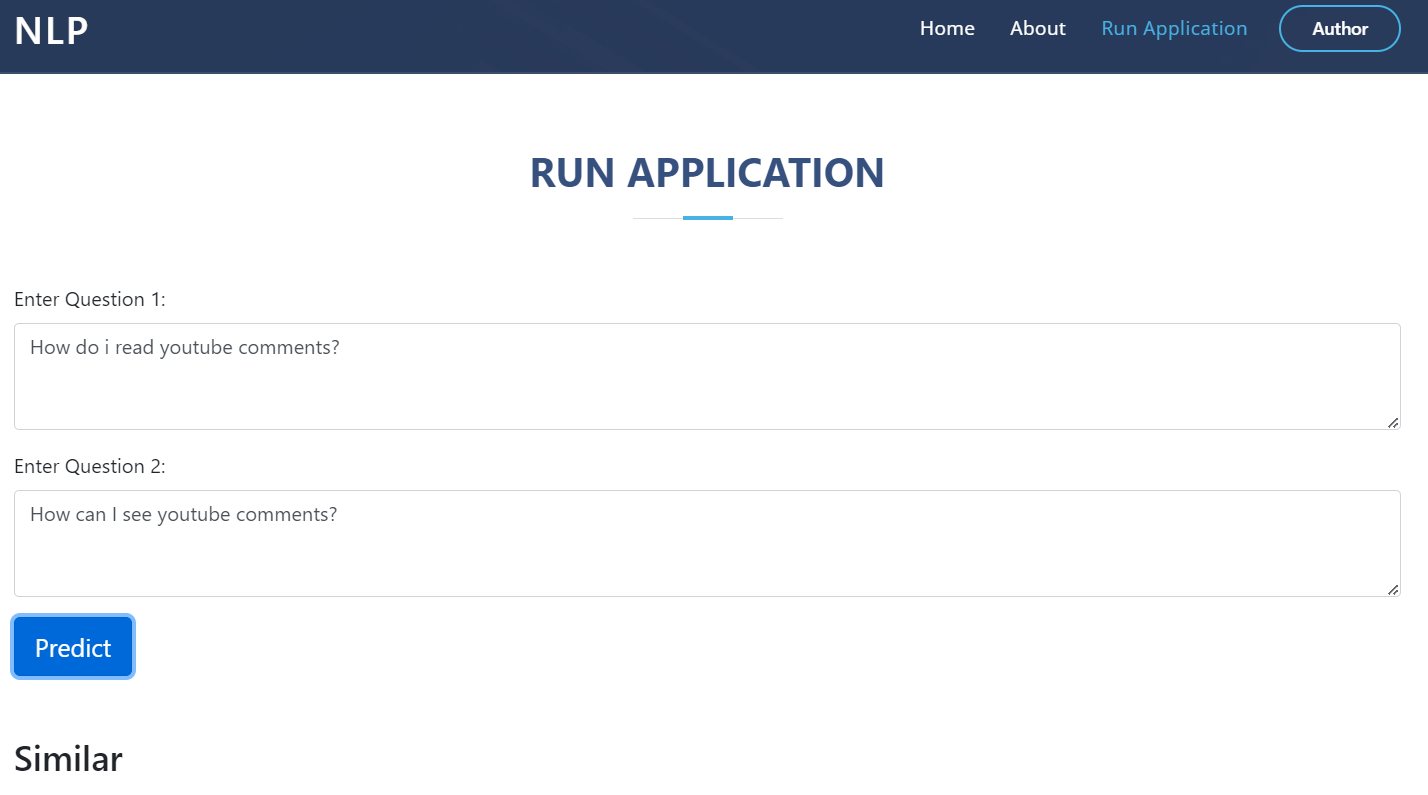 NLP
Home About Run Application Author
RUN APPLICATION
Enter Question 1:
How do i read youtube comments?
Enter Question 2:
How can I see youtube comments?
Predict
Similar